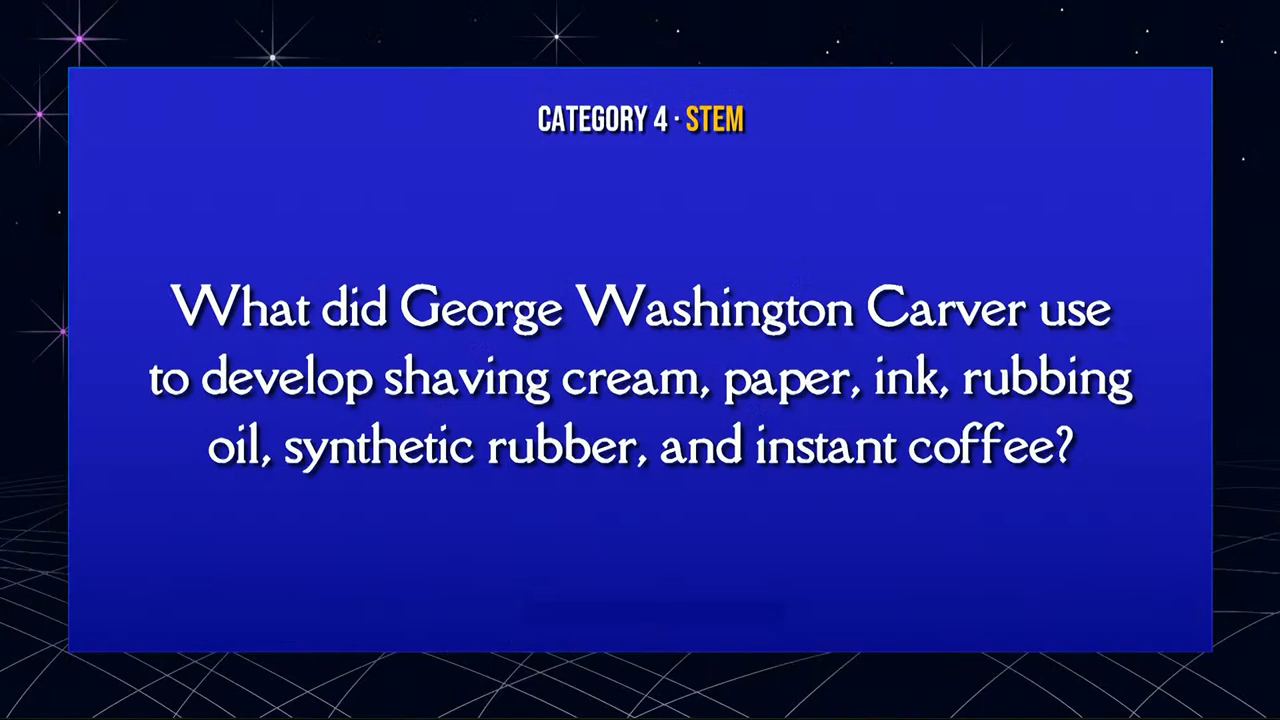 CATEGORY 4 · STEM
What did George Washington Carver use
to develop shaving cream, paper, ink, rubbing
oil, synthetic rubber, and instant coffee?